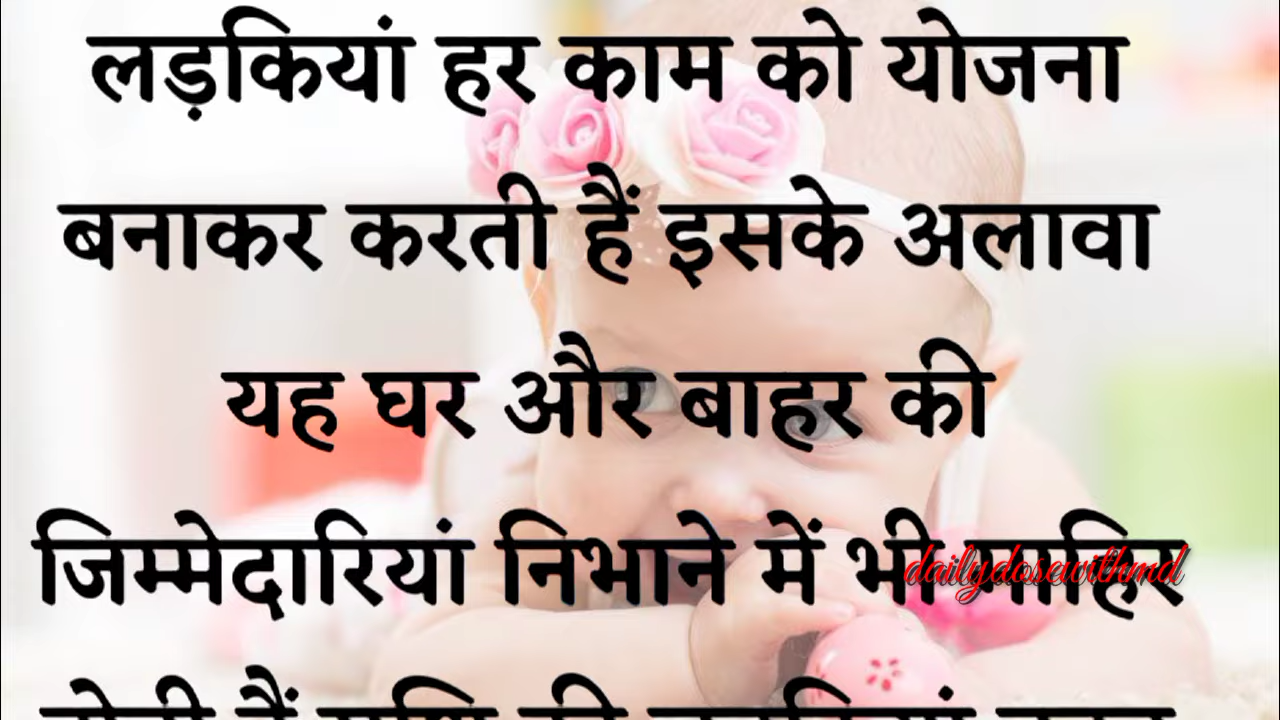 लड़कियां हर काम को योजना
बनाकर करती हैं इसके अलावा
यह घर और बाहर की
जिम्मेदारियां निभाने में भी माहिर
dailydosewithmd